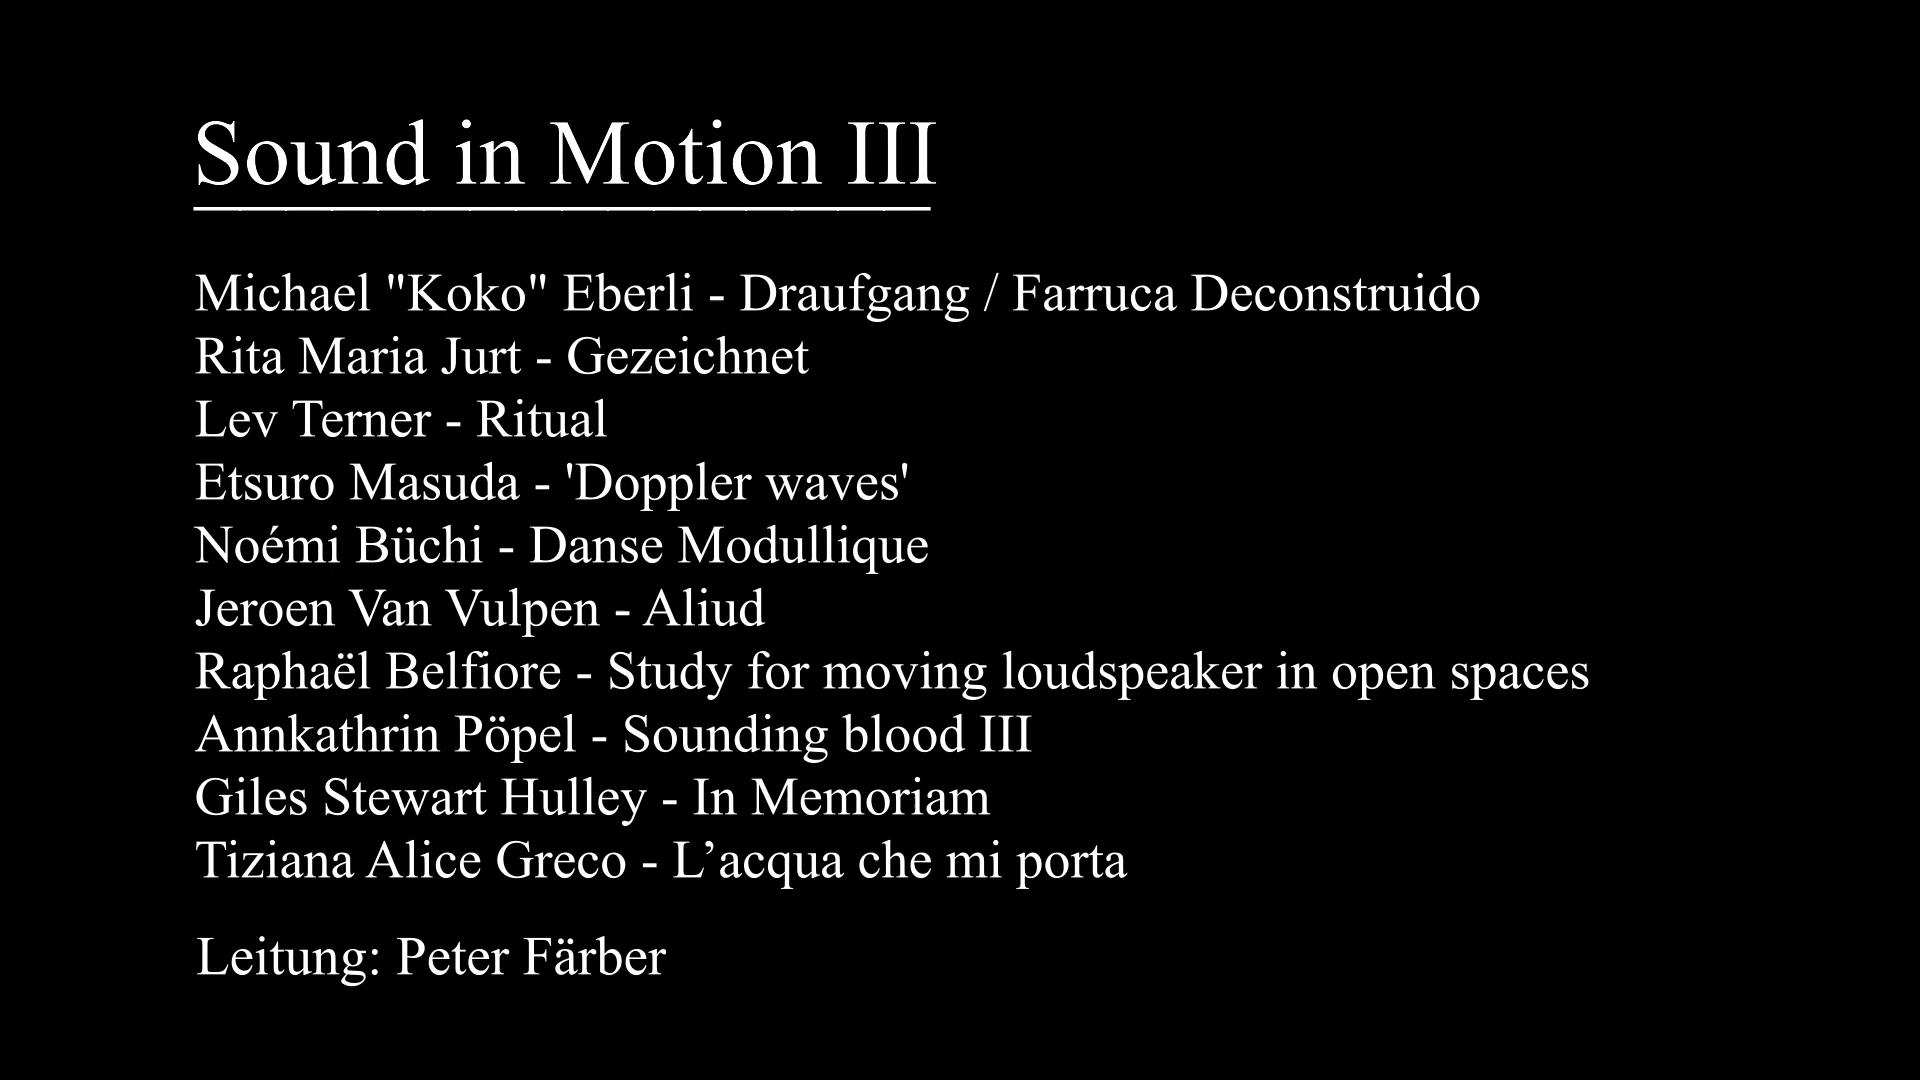 Sound in Motion III
Michael "Koko" Eberli - Draufgang / Farruca Deconstruido
Rita Maria Jurt - Gezeichnet
Lev Terner - Ritual
Etsuro Masuda - 'Doppler waves'
Noémi Büchi - Danse Modullique
Jeroen Van Vulpen - Aliud
Raphaël Belfiore - Study for moving loudspeaker in open spaces
Annkathrin Pöpel - Sounding blood III
Giles Stewart Hulley - In Memoriam
Tiziana Alice Greco - L’acqua che mi porta
Leitung: Peter Färber